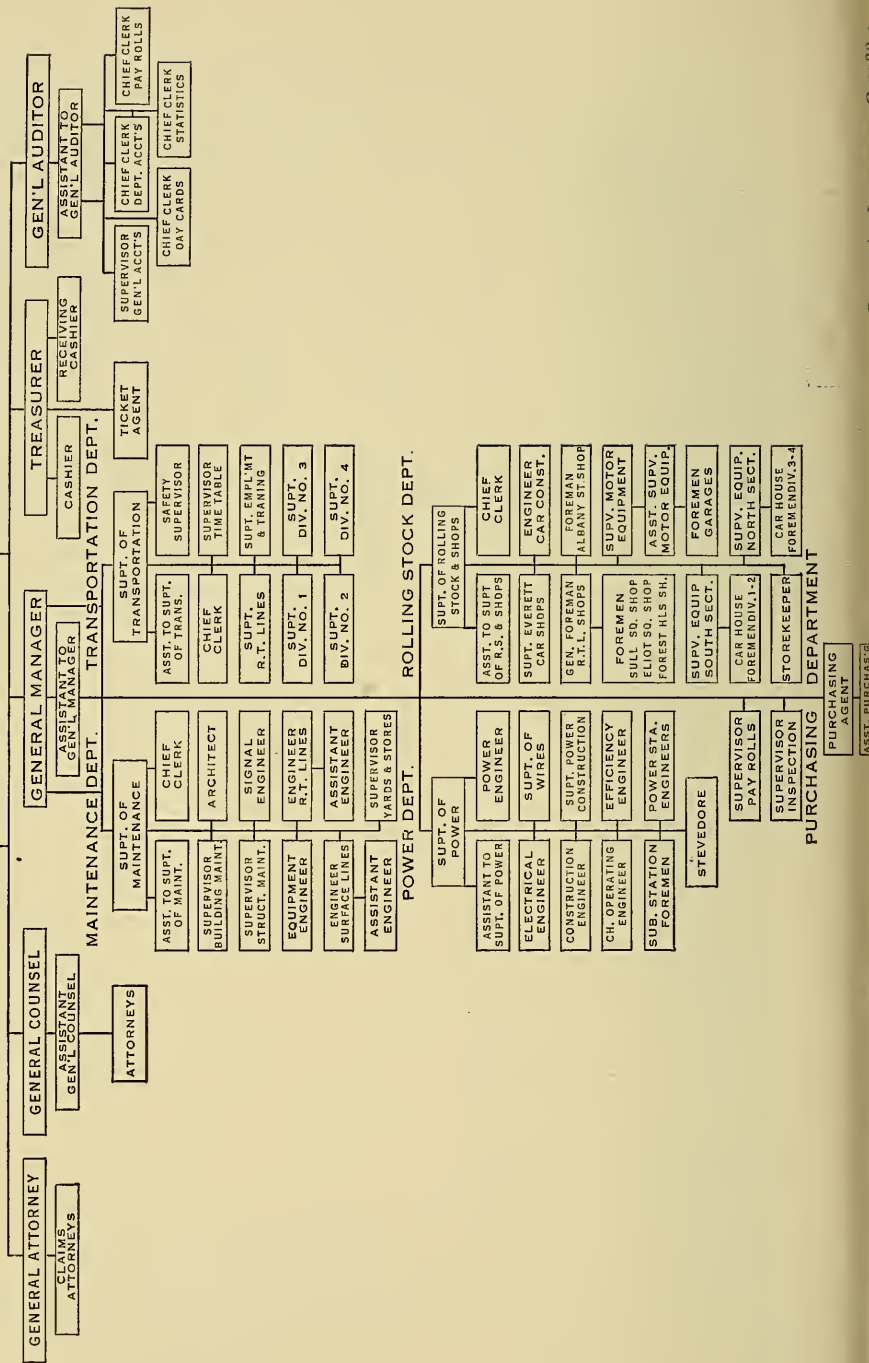 GENERAL ATTORNEY
CLAIMS
ATTORNEYS
GENERAL COUNSEL
ASSISTANT
GEN'L COUNSEL
ATTORNEYS
GENERAL MANAGER
ASSISTANT TO
GEN'L MANAGER
TREASURER
CASHIER
RECEIVING
CASHIER
TICKET
AGENT
GEN'L AUDITOR
ASSISTANT TO
GEN'L AUDITOR
SUPERVISOR
GEN'L ACCT'S
CHIEF CLERK
DEPT. ACCT'S
CHIEF CLERK
PAY ROLLS
CHIEF CLERK
DAY CARDS
CHIEF CLERK
STATISTICS
MAINTENANCE DEPT.
SUPT. OF
MAINTENANCE
ASST. TO SUPT.
OF MAINT.
CHIEF
CLERK
SUPERVISOR
BUILDING MAINT.
ARCHITECT
SUPERVISOR
STRUCT. MAINT.
SIGNAL
ENGINEER
EQUIPMENT
ENGINEER
ENGINEER
R.T. LINES
ENGINEER
SURFACE LINES
ASSISTANT
ENGINEER
ASSISTANT
ENGINEER
SUPERVISOR
YARDS & STORES
TRANSPORTATION DEPT.
SUPT. OF
TRANSPORTATION
ASST. TO SUPT.
OF TRANS.
SAFETY
SUPERVISOR
CHIEF
CLERK
SUPERVISOR
TIME TABLE
SUPT.
R.T. LINES
SUPT. EMPL'MT
& TRANING
SUPT.
DIV. NO. 1
SUPT.
DIV. NO. 3
SUPT.
DIV. NO. 2
SUPT.
DIV. NO. 4
POWER DEPT.
SUPT. OF
POWER
ASSISTANT TO
SUPT. OF POWER
POWER
ENGINEER
ELECTRICAL
ENGINEER
SUPT. OF
WIRES
CONSTRUCTION
ENGINEER
SUPT. POWER
CONSTRUCTION
CH. OPERATING
ENGINEER
EFFICIENCY
ENGINEER
SUB. STATION
FOREMEN
POWER STA.
ENGINEERS
STEVEDORE
ROLLING STOCK DEPT.
SUPT. OF ROLLING
STOCK & SHOPS
ASST. TO SUPT
OF R.S. & SHOPS
CHIEF
CLERK
SUPT. EVERETT
CAR SHOPS
ENGINEER
CAR CONST.
GEN. FOREMAN
R.T.L. SHOPS
FOREMAN
ALBANY ST. SHOP
FOREMEN
SULL SQ. SHOP
ELIOT SQ. SHOP
FOREST HLS SH.
SUPV. MOTOR
EQUIPMENT
ASST. SUPV.
MOTOR EQUIP.
SUPV. EQUIP
SOUTH SECT.
FOREMEN
GARAGES
CAR HOUSE
FOREMEN DIV. 1-2
SUPV. EQUIP.
NORTH SECT.
STOREKEEPER
CAR HOUSE
FOREMEN DIV. 3-4
SUPERVISOR
PAY ROLLS
SUPERVISOR
INSPECTION
PURCHASING DEPARTMENT
PURCHASING
AGENT
ASST. PURCHAS'G